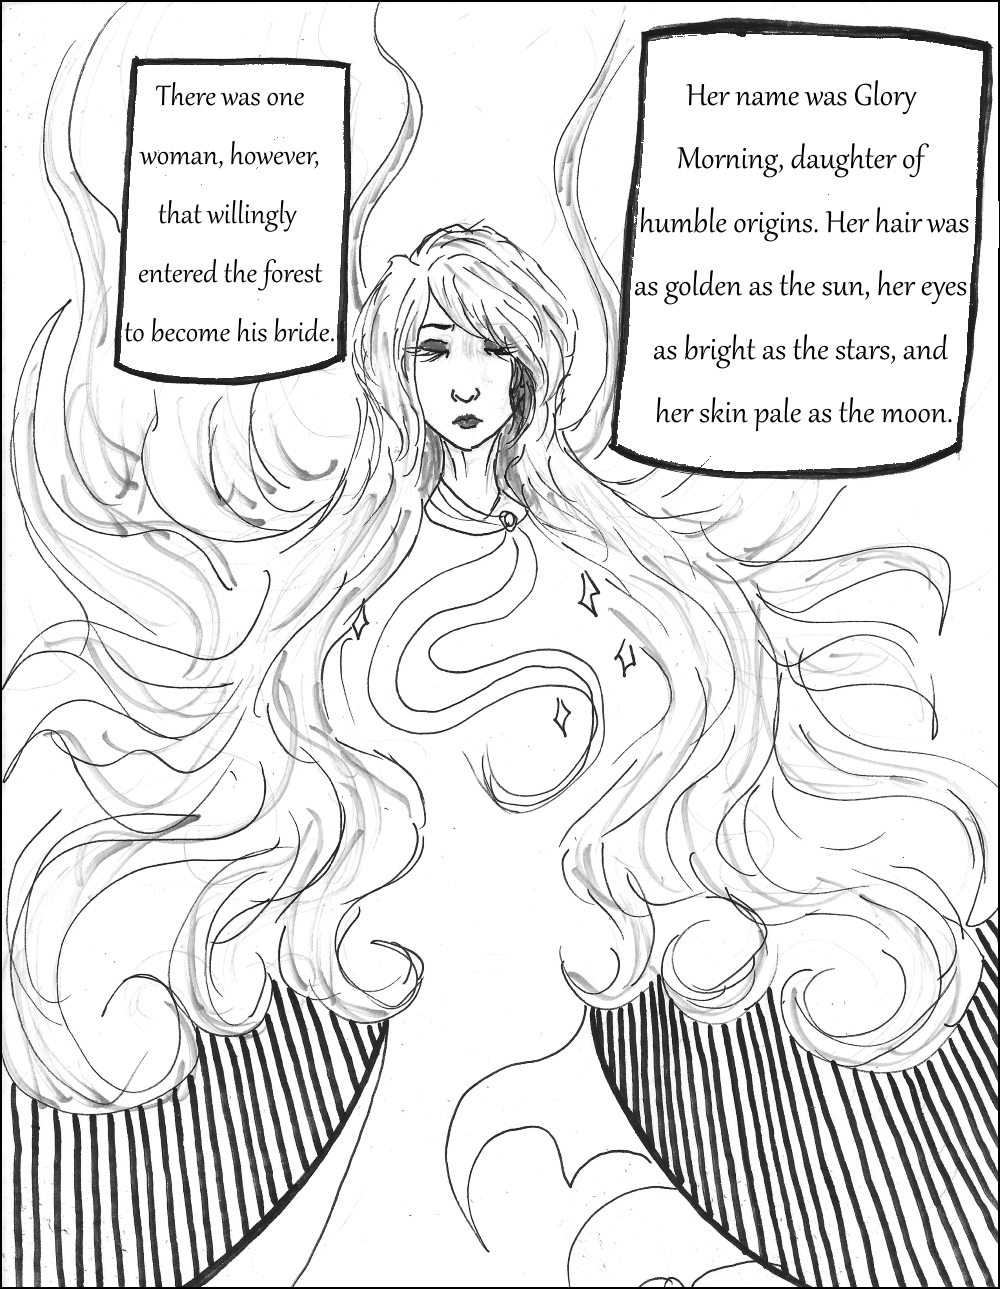 There was one
woman, however,
that willingly
entered the forest
to become his bride.
Her name was Glory
Morning, daughter of
humble origins. Her hair was
as golden as the sun, her eyes
as bright as the stars, and
her skin pale as the moon.